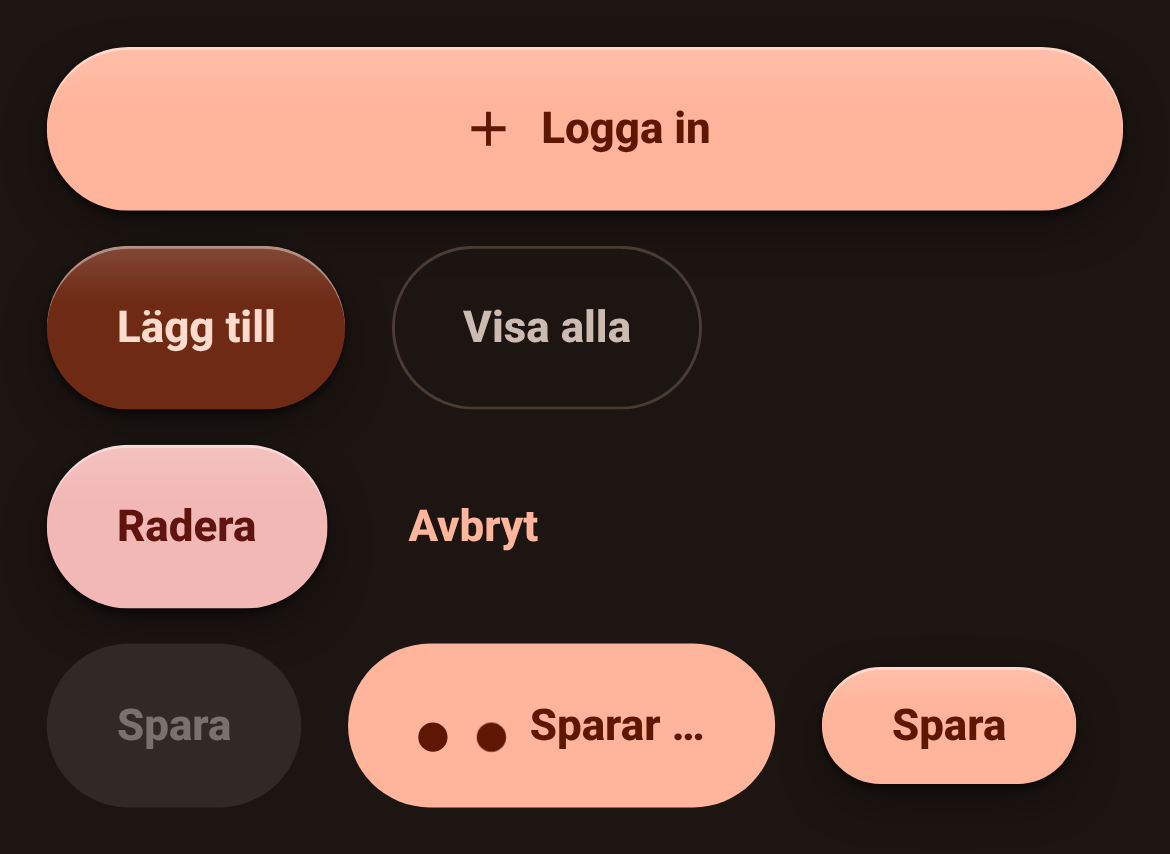 Logga in
Lägg till
Visa alla
Radera
Avbryt
Spara
Sparar …
Spara